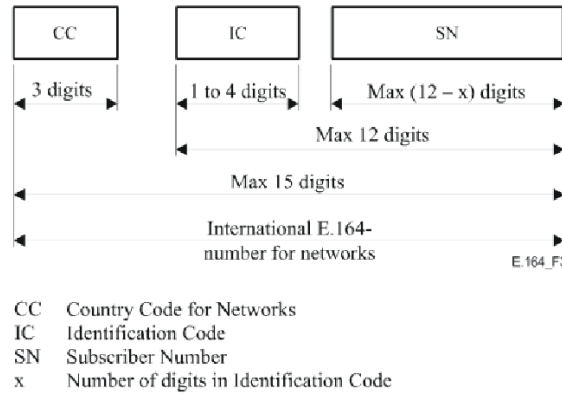 CC IC SN
3 digits 1 to 4 digits Max (12 – x) digits
Max 12 digits
Max 15 digits
International E.164-
number for networks
E.164_F3
CC Country Code for Networks
IC Identification Code
SN Subscriber Number
x Number of digits in Identification Code